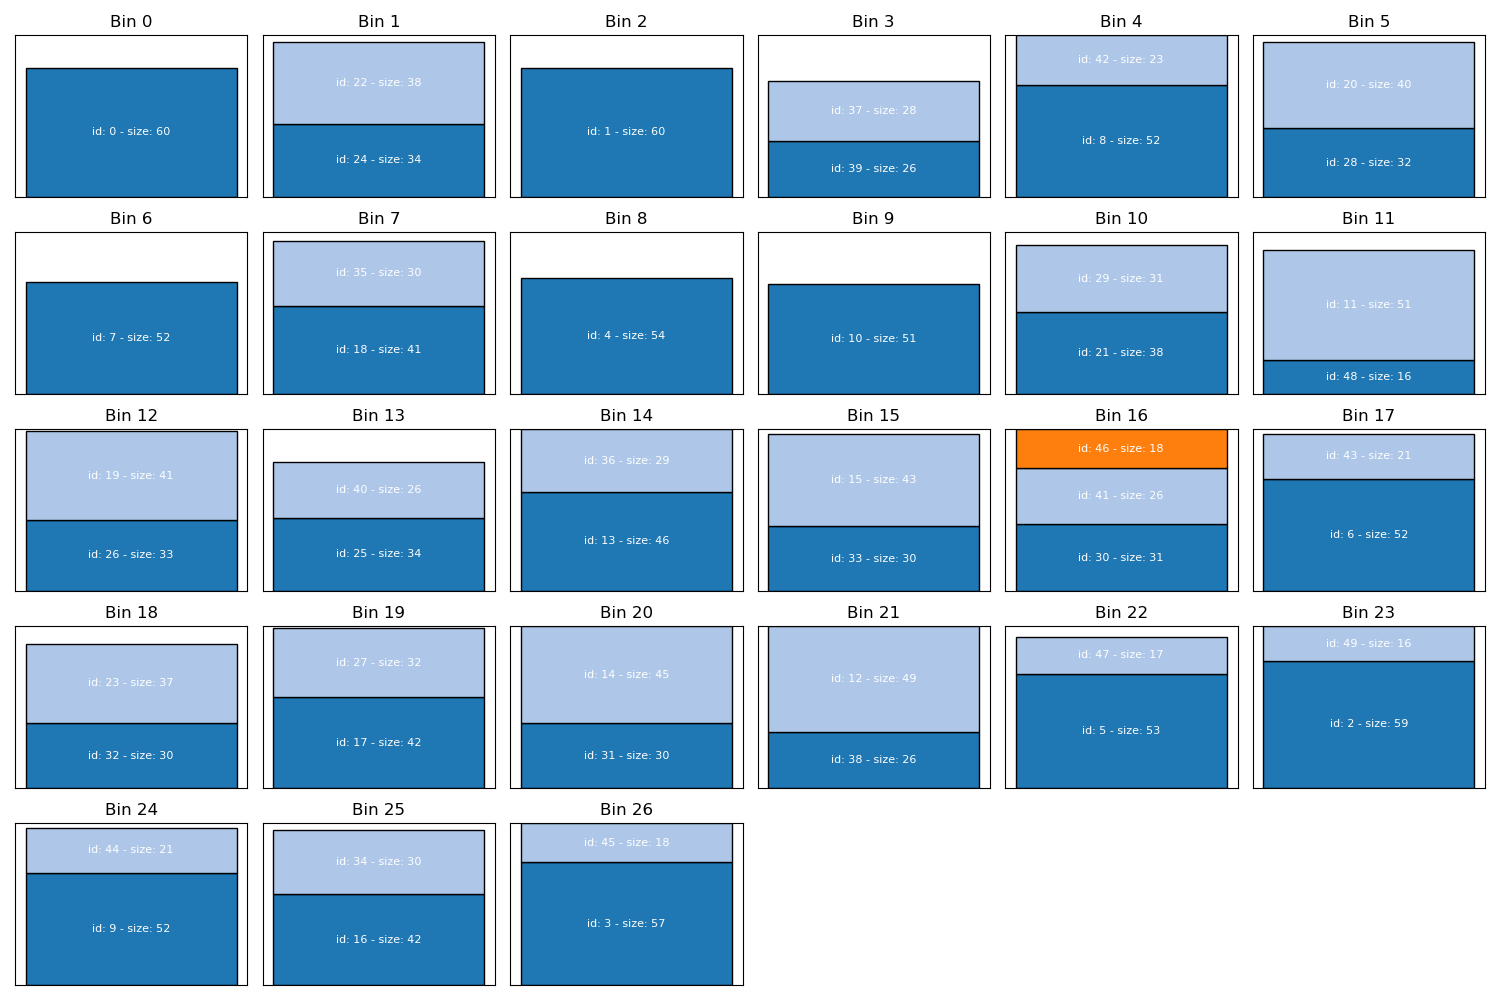 Bin 0
id: 0 - size: 60
Bin 1
id: 22 - size: 38
id: 24 - size: 34
Bin 2
id: 1 - size: 60
Bin 3
id: 37 - size: 28
id: 39 - size: 26
Bin 4
id: 42 - size: 23
id: 8 - size: 52
Bin 5
id: 20 - size: 40
id: 28 - size: 32
Bin 6
id: 7 - size: 52
Bin 7
id: 35 - size: 30
id: 18 - size: 41
Bin 8
id: 4 - size: 54
Bin 9
id: 10 - size: 51
Bin 10
id: 29 - size: 31
id: 21 - size: 38
Bin 11
id: 11 - size: 51
id: 48 - size: 16
Bin 12
id: 19 - size: 41
id: 26 - size: 33
Bin 13
id: 40 - size: 26
id: 25 - size: 34
Bin 14
id: 36 - size: 29
id: 13 - size: 46
Bin 15
id: 15 - size: 43
id: 33 - size: 30
Bin 16
id: 46 - size: 18
id: 41 - size: 26
id: 30 - size: 31
Bin 17
id: 43 - size: 21
id: 6 - size: 52
Bin 18
id: 23 - size: 37
id: 32 - size: 30
Bin 19
id: 27 - size: 32
id: 17 - size: 42
Bin 20
id: 14 - size: 45
id: 31 - size: 30
Bin 21
id: 12 - size: 49
id: 38 - size: 26
Bin 22
id: 47 - size: 17
id: 5 - size: 53
Bin 23
id: 49 - size: 16
id: 2 - size: 59
Bin 24
id: 44 - size: 21
id: 9 - size: 52
Bin 25
id: 34 - size: 30
id: 16 - size: 42
Bin 26
id: 45 - size: 18
id: 3 - size: 57